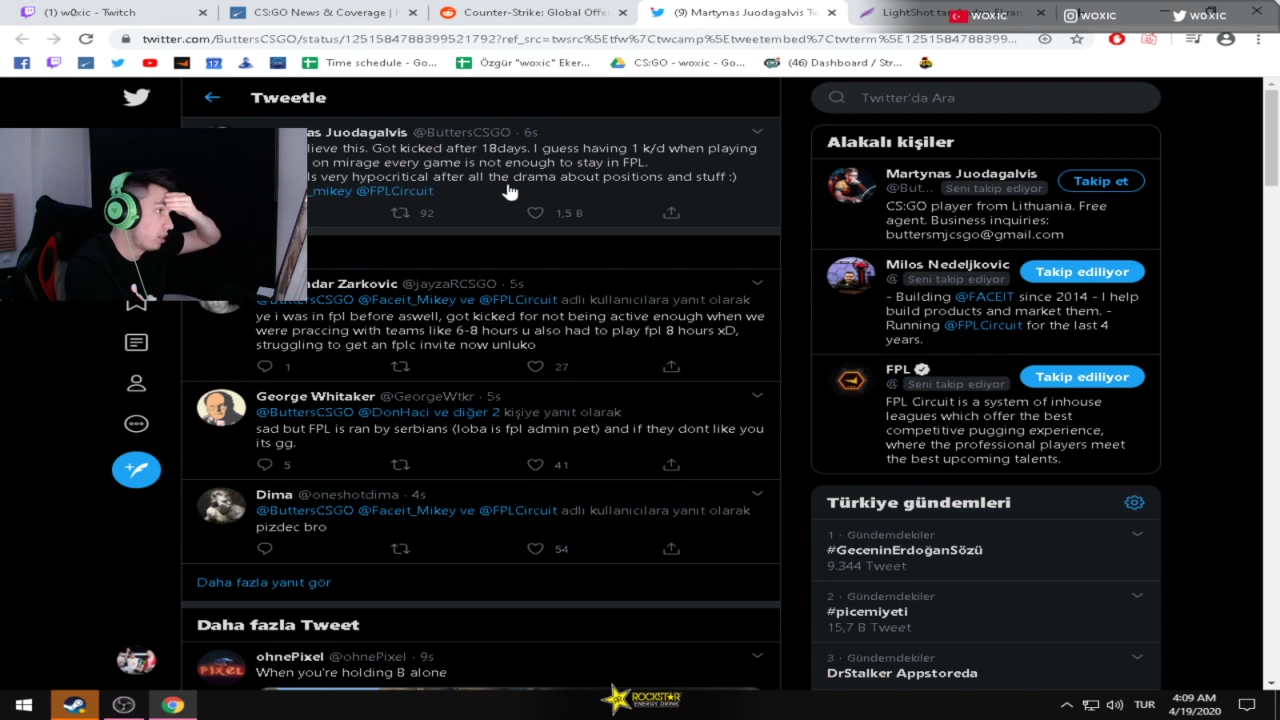 (1) w0xic - Twitch
CSGO News & Coverage | H
Counter-Strike: Global Offe
(9) Martynas Juodagalvis Tw
LightShot
WOXIC
WOXIC
WOXIC
twitter.com/ButtersCSGO/status/1251584788399521792?ref_src=twsrc%5Etfw%7Ctwcamp%5Etweetembed%7Ctwterm%5E1251584788399...
Time schedule - Go...
Özgür "woxic" Eker...
CS:GO - woxic - Go...
(46) Dashboard / Str...
Tweetle
as Juodagalvis @ButtersCSGO · 6s
lieve this. Got kicked after 18days. I guess having 1 k/d when playing
on mirage every game is not enough to stay in FPL.
ls very hypocritical after all the drama about positions and stuff :)
_mikey @FPLCircuit
92
1,5 B
ndar Zarkovic @jayzaRCSGO · 5s
@ButtersCSGO @Faceit_Mikey ve @FPLCircuit adlı kullanıcılara yanıt olarak
ye i was in fpl before aswell, got kicked for not being active enough when we
were praccing with teams like 6-8 hours u also had to play fpl 8 hours xD,
struggling to get an fplc invite now unluko
1
27
George Whitaker @GeorgeWtkr · 5s
@ButtersCSGO @DonHaci ve diğer 2 kişiye yanıt olarak
sad but FPL is ran by serbians (loba is fpl admin pet) and if they dont like you
its gg.
5
41
Dima @oneshotdima · 4s
@ButtersCSGO @Faceit_Mikey ve @FPLCircuit adlı kullanıcılara yanıt olarak
pizdec bro
54
Daha fazla yanıt gör
Daha fazla Tweet
ohnePixel @ohnePixel · 9s
When you're holding B alone
PIXEL
Twitter'da Ara
Alakalı kişiler
Martynas Juodagalvis
@But... Seni takip ediyor
Takip et
CS:GO player from Lithuania. Free
agent. Business inquiries:
buttersmjcsgo@gmail.com
Milos Nedeljkovic
@ Seni takip ediyor
Takip ediliyor
- Building @FACEIT since 2014 - I help
build products and market them. -
Running @FPLCircuit for the last 4
years.
FPL
@ Seni takip ediyor
Takip ediliyor
FPL Circuit is a system of inhouse
leagues which offer the best
competitive pugging experience,
where the professional players meet
the best upcoming talents.
Türkiye gündemleri
1 · Gündemdekiler
#GeceninErdoğanSözü
9.344 Tweet
2 · Gündemdekiler
#picemiyeti
15,7 B Tweet
3 · Gündemdekiler
DrStalker Appstoreda
ROCKSTAR
ENERGY DRINK
TUR
4:09 AM
4/19/2020